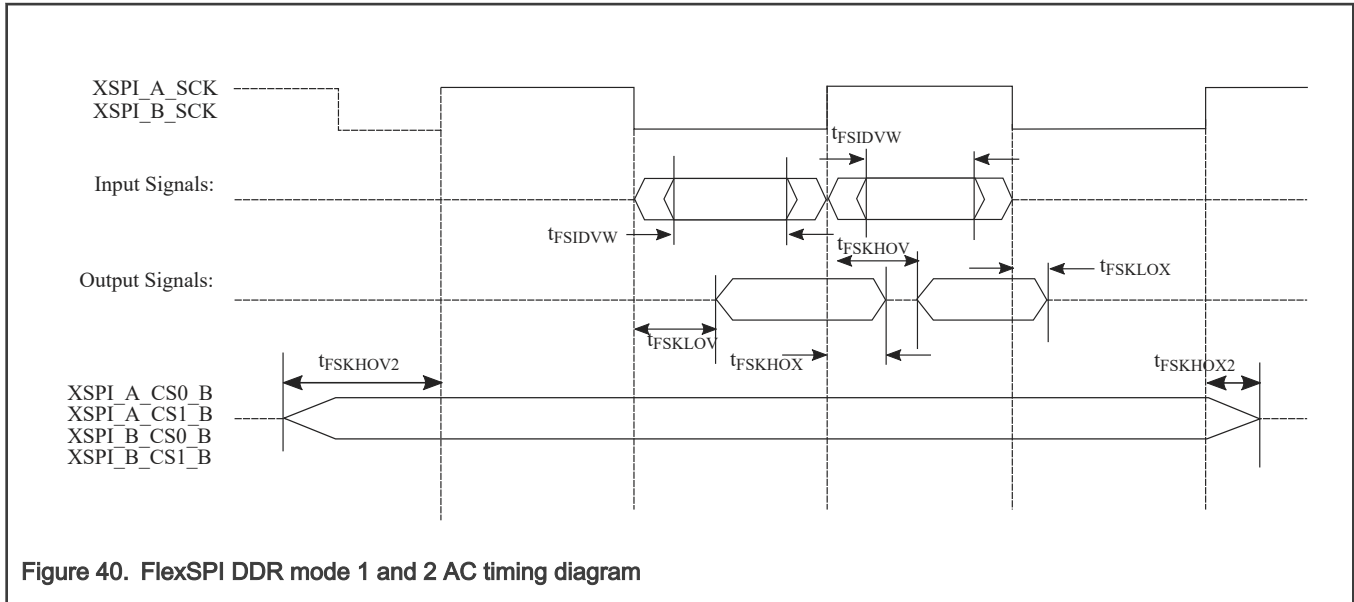 XSPI_A_SCK
XSPI_B_SCK
tFSIDVW
Input Signals:
tFSIDVW
tFSKHOV
Output Signals:
tFSKLOX
tFSKLOV
tFSKHOX
tFSKHOV2
tFSKHOX2
XSPI_A_CS0_B
XSPI_A_CS1_B
XSPI_B_CS0_B
XSPI_B_CS1_B
Figure 40. FlexSPI DDR mode 1 and 2 AC timing diagram